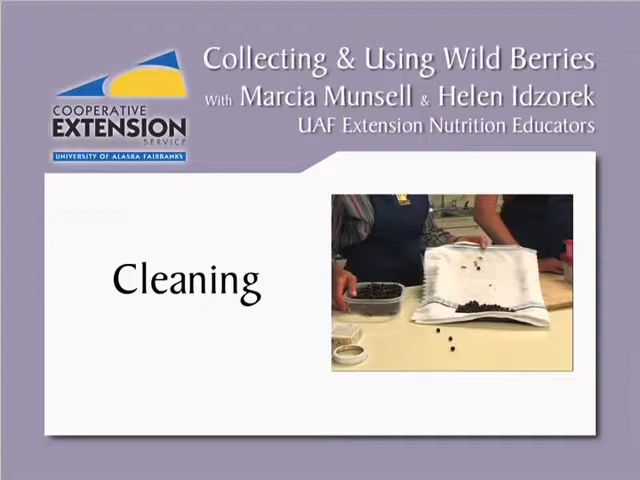 Collecting & Using Wild Berries
With Marcia Munsell & Helen Idzorek
UAF Extension Nutrition Educators
COOPERATIVE
EXTENSION
SERVICE
UNIVERSITY OF ALASKA FAIRBANKS
Cleaning